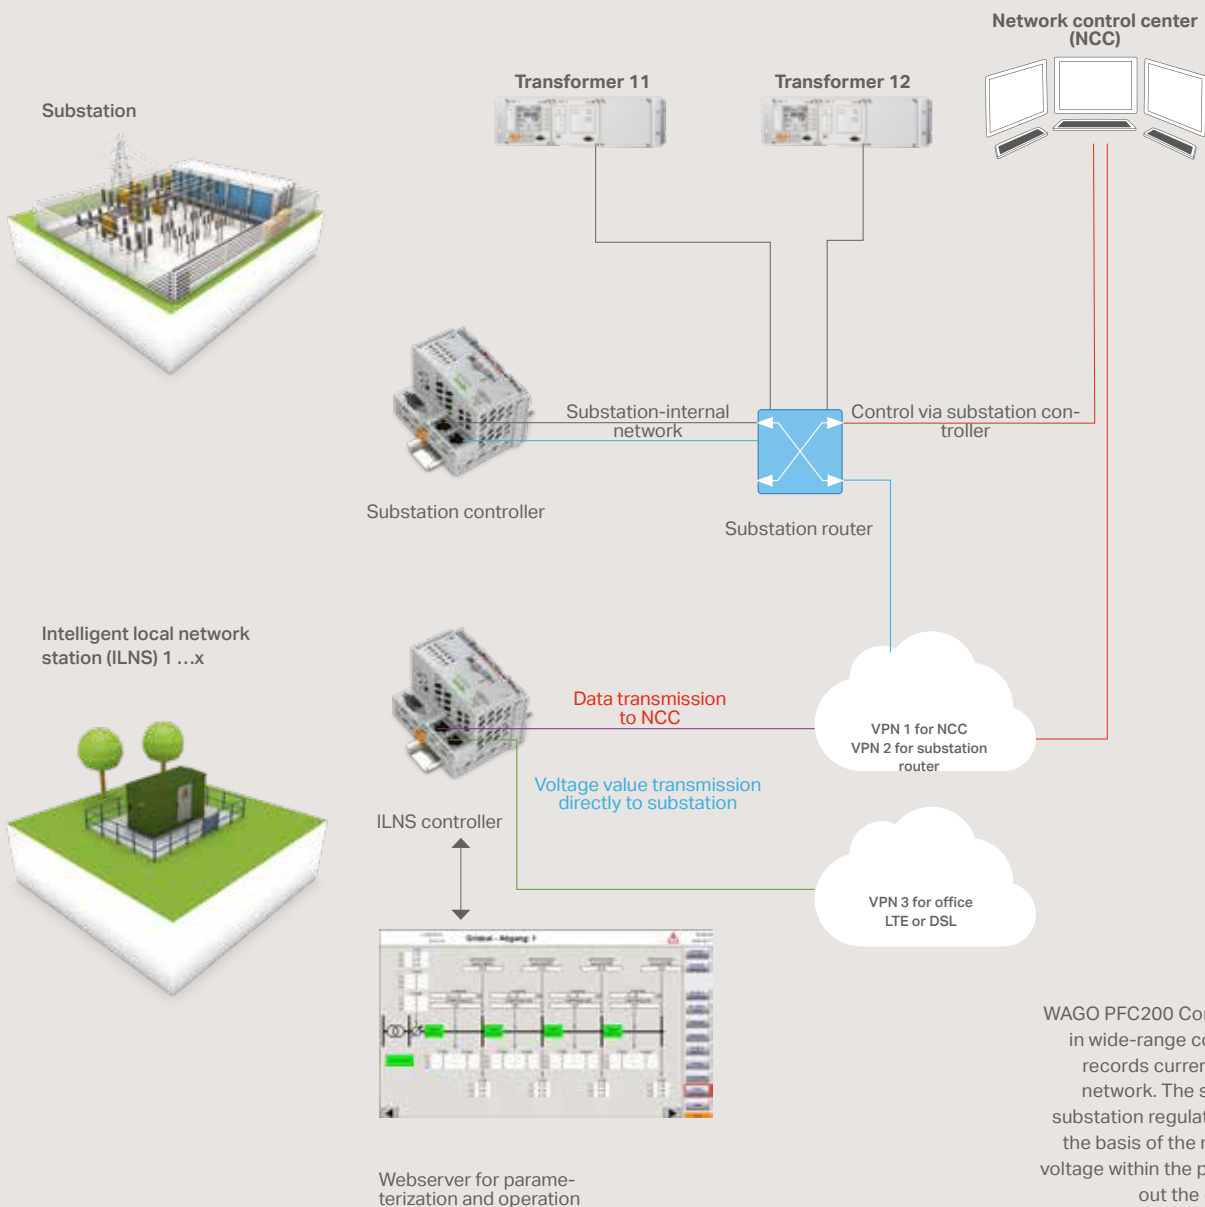 Network control center
(NCC)
Transformer 11
Transformer 12
Substation
Substation-internal
network
Control via substation con-
troller
Substation controller
Substation router
Intelligent local network
station (ILNS) 1 …x
Data transmission
to NCC
VPN 1 for NCC
VPN 2 for substation
router
Voltage value transmission
directly to substation
ILNS controller
VPN 3 for office
LTE or DSL
WAGO PFC200 Cor
in wide-range co
records curren
network. The s
substation regulat
the basis of the r
voltage within the p
out the
Webserver for parame-
terization and operation